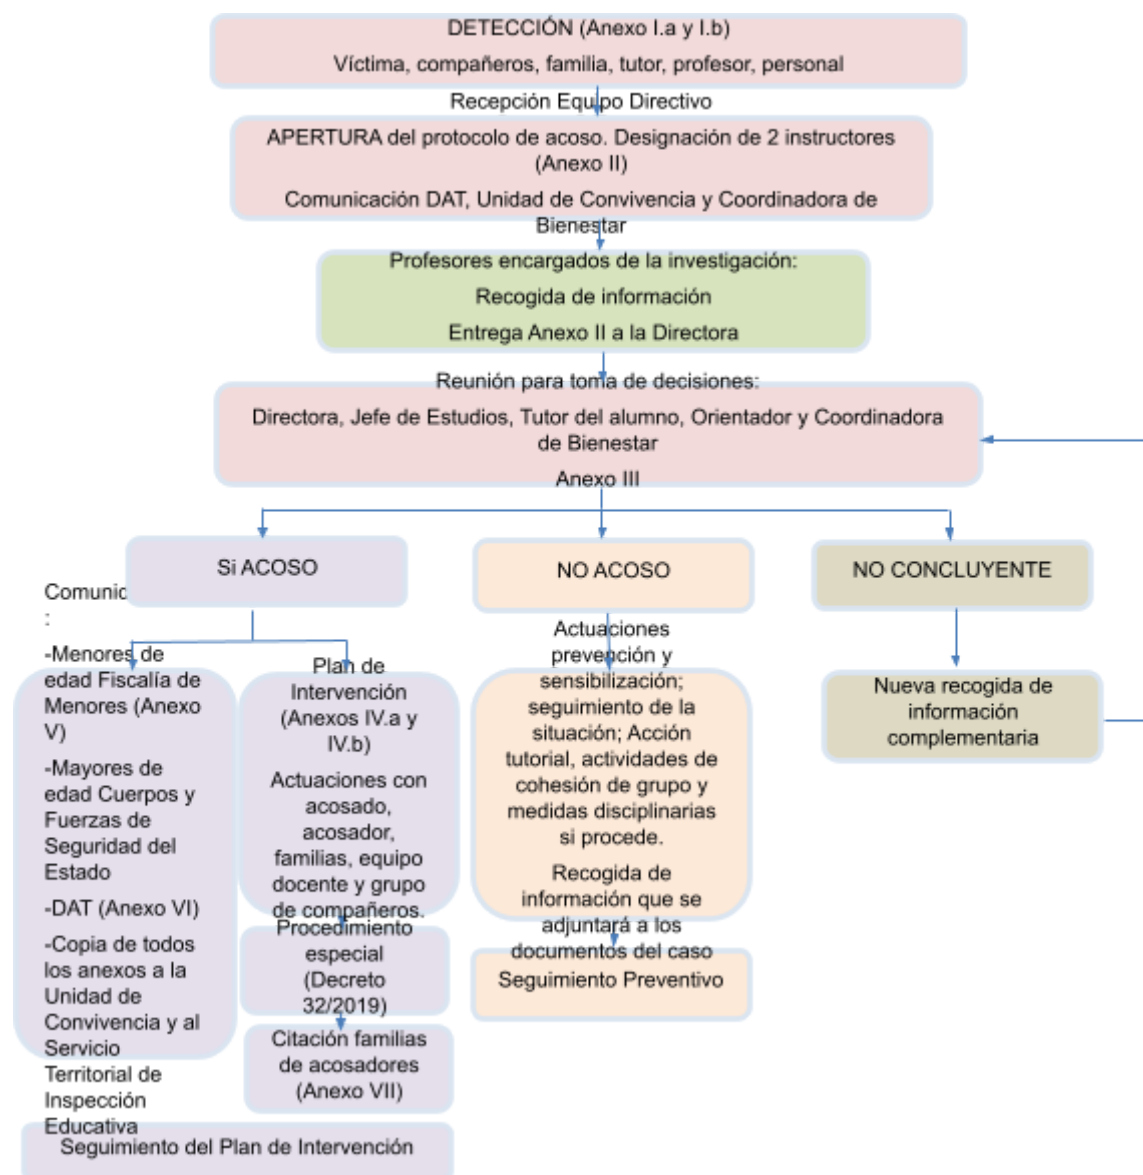 DETECCIÓN (Anexo I.a y I.b)
Víctima, compañeros, familia, tutor, profesor, personal
Recepción Equipo Directivo
APERTURA del protocolo de acoso. Designación de 2 instructores
(Anexo II)
Comunicación DAT, Unidad de Convivencia y Coordinadora de
Bienestar
Profesores encargados de la investigación:
Recogida de información
Entrega Anexo II a la Directora
Reunión para toma de decisiones:
Directora, Jefe de Estudios, Tutor del alumno, Orientador y Coordinadora
de Bienestar
Anexo III
Si ACOSO
Comunic
:
-Menores de
edad Fiscalía de
Menores (Anexo
V)
-Mayores de
edad Cuerpos y
Fuerzas de
Seguridad del
Estado
-DAT (Anexo VI)
-Copia de todos
los anexos a la
Unidad de
Convivencia y al
Servicio
Territorial de
Inspección
Educativa
Plan de
Intervención
(Anexos IV.a y
IV.b)
Actuaciones con
acosado,
acosador,
familias, equipo
docente y grupo
de compañeros.
Procedimiento
especial
(Decreto
32/2019)
Citación familias
de acosadores
(Anexo VII)
Seguimiento del Plan de Intervención
NO ACOSO
Actuaciones
prevención y
sensibilización;
seguimiento de la
situación; Acción
tutorial, actividades de
cohesión de grupo y
medidas disciplinarias
si procede.
Recogida de
información que se
adjuntará a los
documentos del caso
Seguimiento Preventivo
NO CONCLUYENTE
Nueva recogida de
información
complementaria